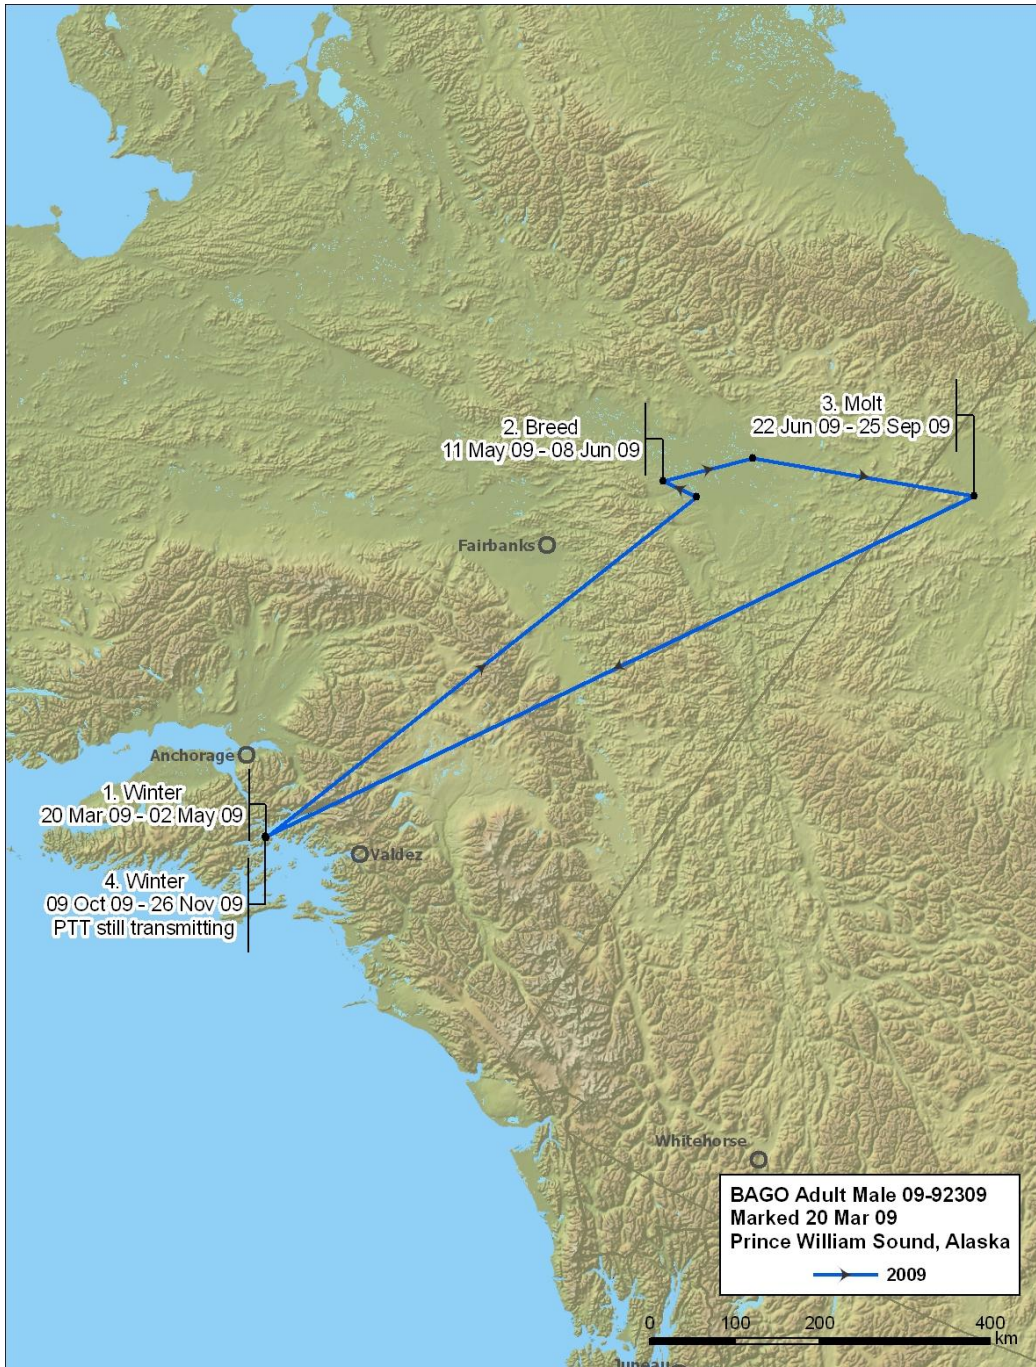 3. Molt
22 Jun 09 - 25 Sep 09
2. Breed
11 May 09 - 08 Jun 09
Fairbanks
Anchorage
1. Winter
20 Mar 09 - 02 May 09
Valdez
4. Winter
09 Oct 09 - 26 Nov 09
PTT still transmitting
Whitehorse
BAGO Adult Male 09-92309
Marked 20 Mar 09
Prince William Sound, Alaska
2009
0 100 200 400
km
Juneau